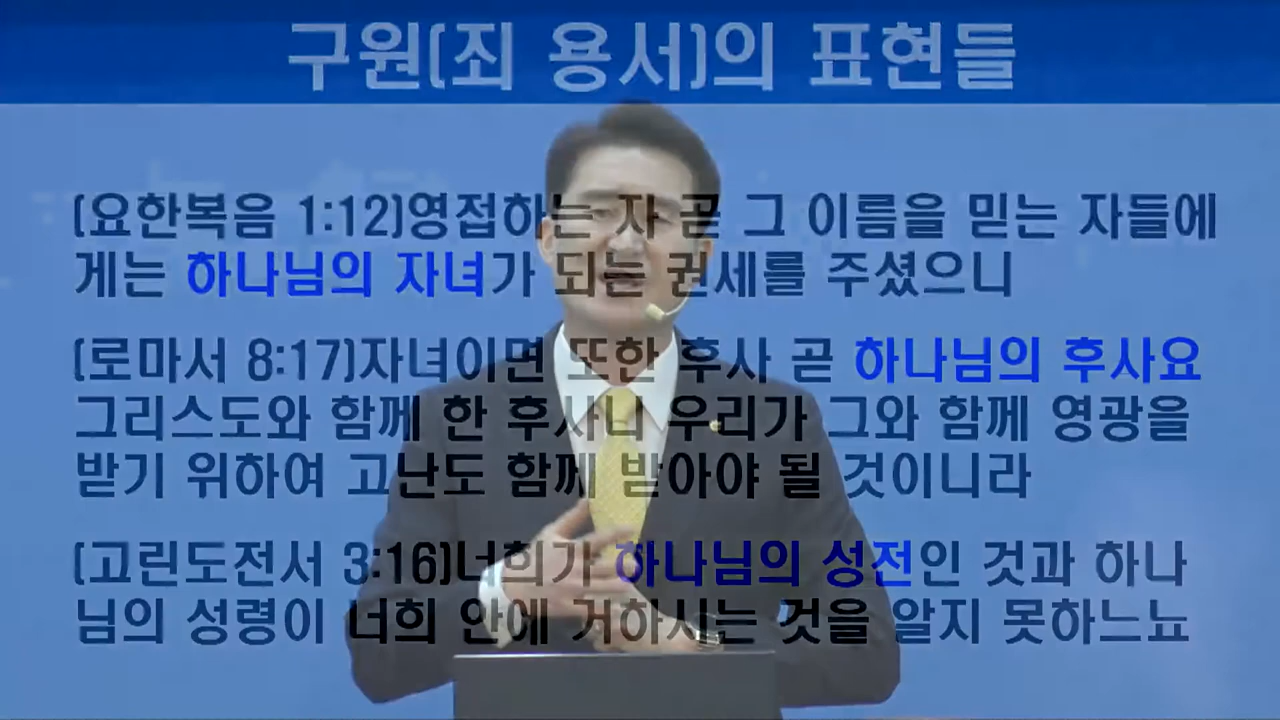 구원(죄 용서)의 표현들
(요한복음 1:12)영접하는 자 곧 그 이름을 믿는 자들에
게는 하나님의 자녀가 되는 권세를 주셨으니
(로마서 8:17)자녀이면 또한 후사 곧 하나님의 후사요
그리스도와 함께 한 후사니 우리가 그와 함께 영광을
받기 위하여 고난도 함께 받아야 될 것이니라
(고린도전서 3:16)너희가 하나님의 성전인 것과 하나
님의 성령이 너희 안에 거하시는 것을 알지 못하느뇨